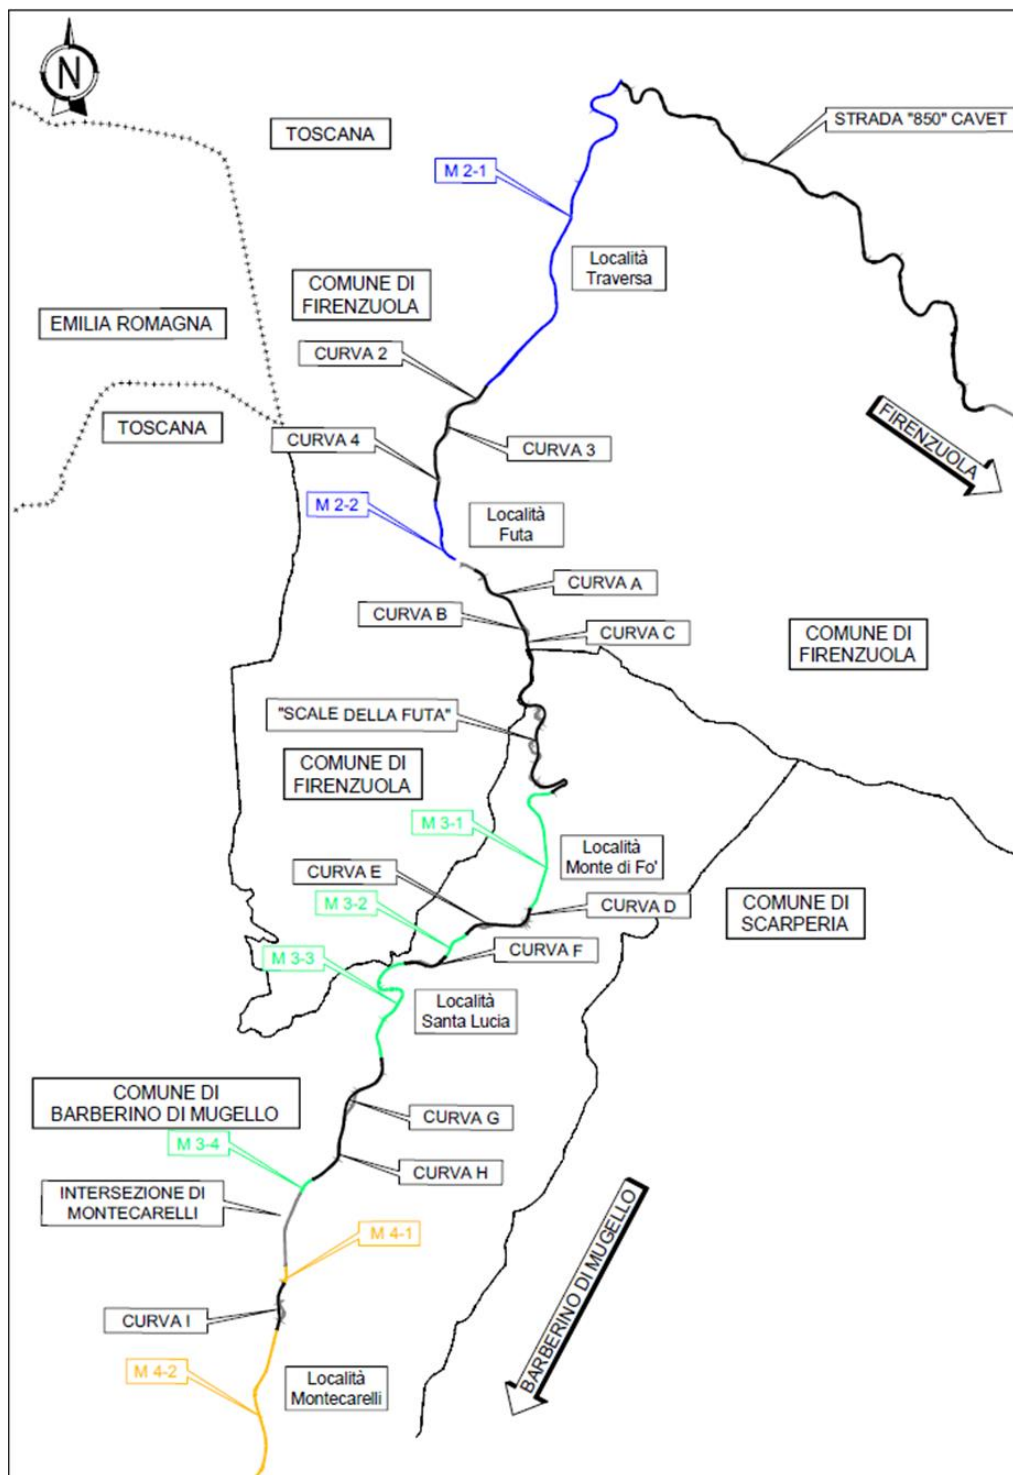 N
TOSCANA
STRADA "850" CAVET
M 2-1
Località
Traversa
COMUNE DI
FIRENZUOLA
EMILIA ROMAGNA
CURVA 2
TOSCANA
CURVA 4
CURVA 3
FIRENZUOLA
M 2-2
Località
Futa
CURVA A
CURVA B
CURVA C
COMUNE DI
FIRENZUOLA
"SCALE DELLA FUTA"
COMUNE DI
FIRENZUOLA
M 3-1
Località
Monte di Fo'
CURVA E
M 3-2
CURVA D
COMUNE DI
SCARPERIA
CURVA F
M 3-3
Località
Santa Lucia
COMUNE DI
BARBERINO DI MUGELLO
CURVA G
M 3-4
CURVA H
INTERSEZIONE DI
MONTECARELLI
M 4-1
BARBERINO DI MUGELLO
CURVA I
M 4-2
Località
Montecarelli